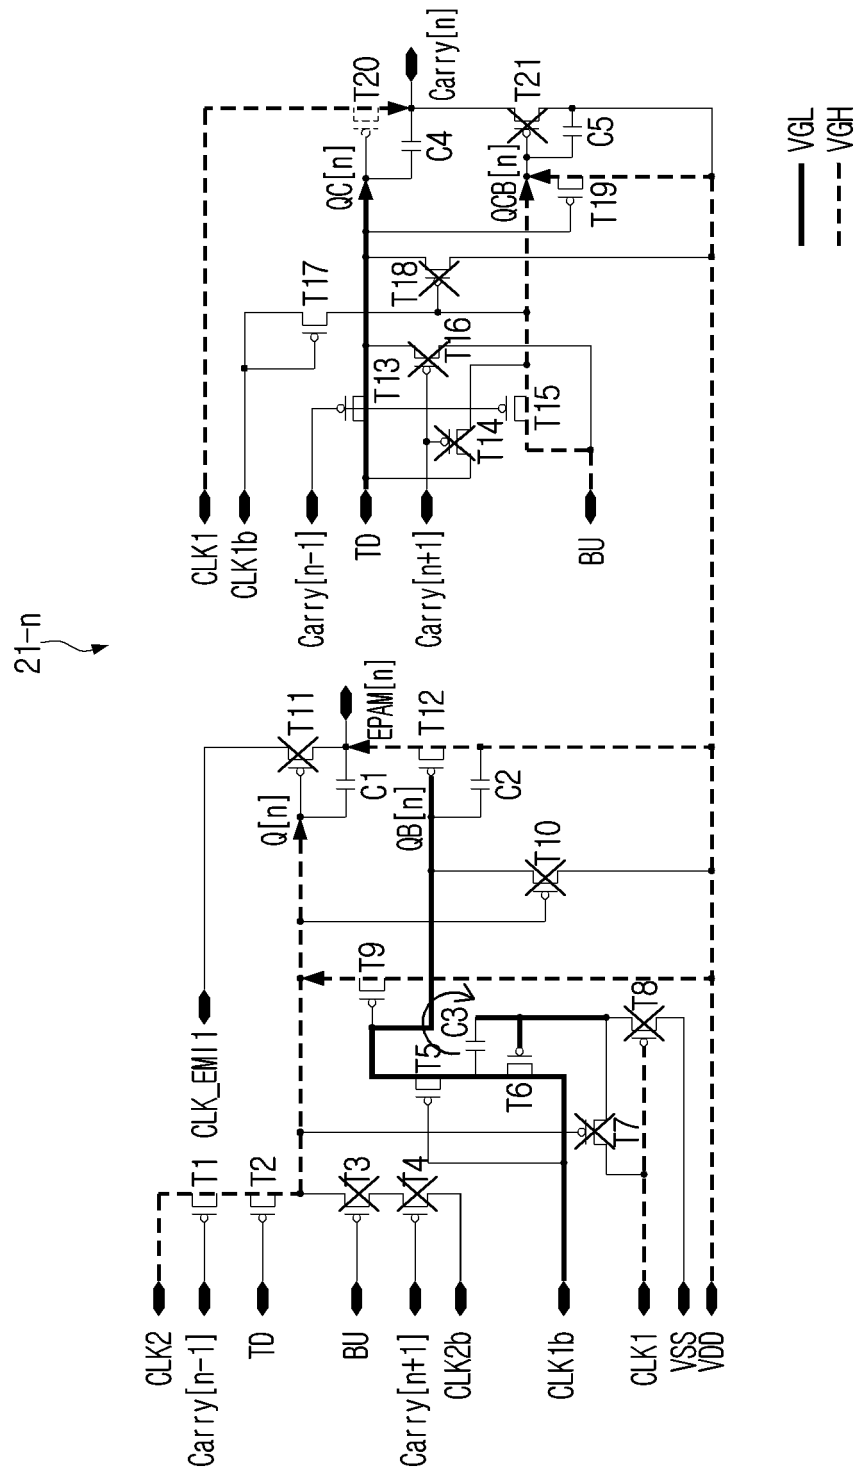 21-n
CLK2
Carry[n-1]
TD
BU
Carry[n+1]
CLK2b
CLK1b
CLK1
VSS
VDD
T1
T2
T3
T4
T5
T6
T7
T8
C3
T9
CLK_EMI1
T10
Q[n]
QB[n]
T11
C1
EPAM[n]
T12
C2
CLK1
CLK1b
Carry[n-1]
TD
Carry[n+1]
BU
T13
T14
T15
T16
T17
T18
T19
QC[n]
QCB[n]
T20
C4
Carry[n]
T21
C5
VGL
VGH